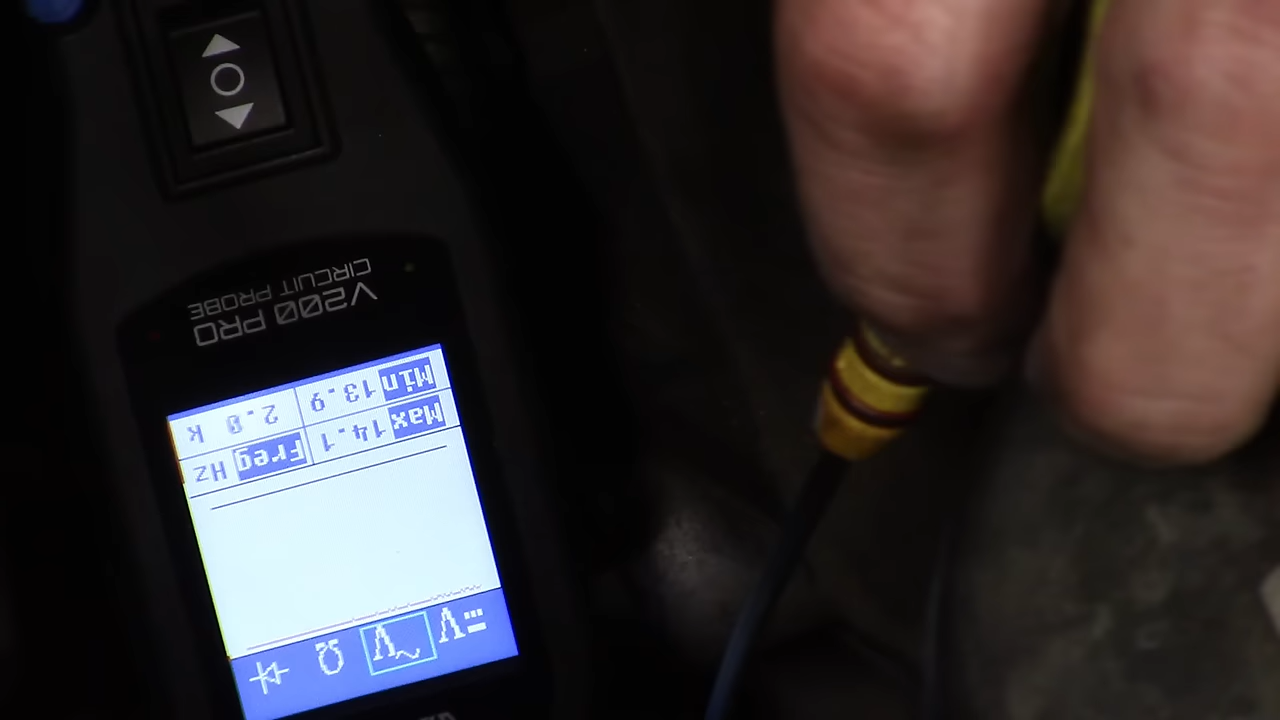 V V Ω
Max 14.1 Freq Hz
Min 13.9 2.0 k
V200 PRO
CIRCUIT PROBE